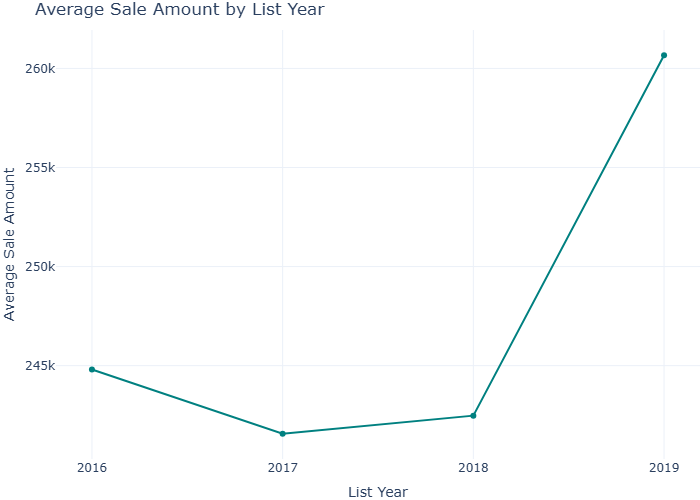 Average Sale Amount by List Year
260k
255k
250k
245k
Average Sale Amount
2016 2017 2018 2019
List Year